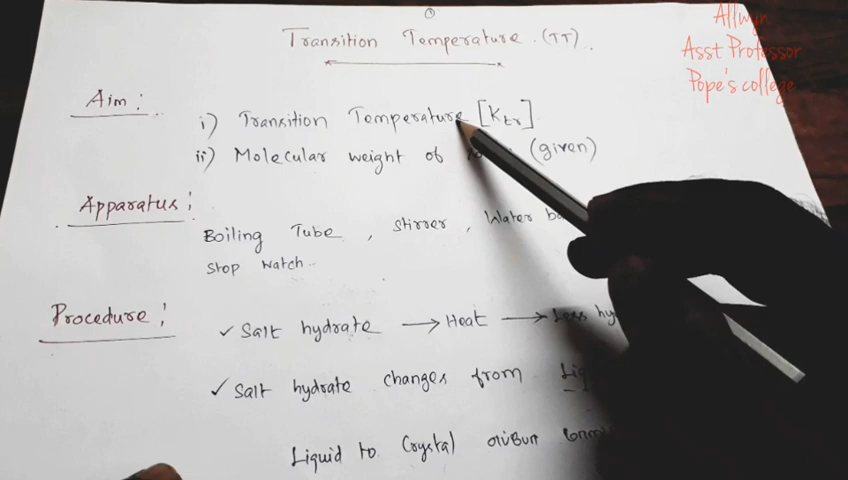 ①
Transition Temperature (TT).
Allwyn
Asst Professor
Pope's college
Aim:
i) Transition Temperature [Ktr]
ii) Molecular weight of (given)
Apparatus:
Boiling Tube, Stirrer, Water
Stop watch.
Procedure:
✓ Salt hydrate → Heat → Less
✓ Salt hydrate changes from
Liquid to Crystal